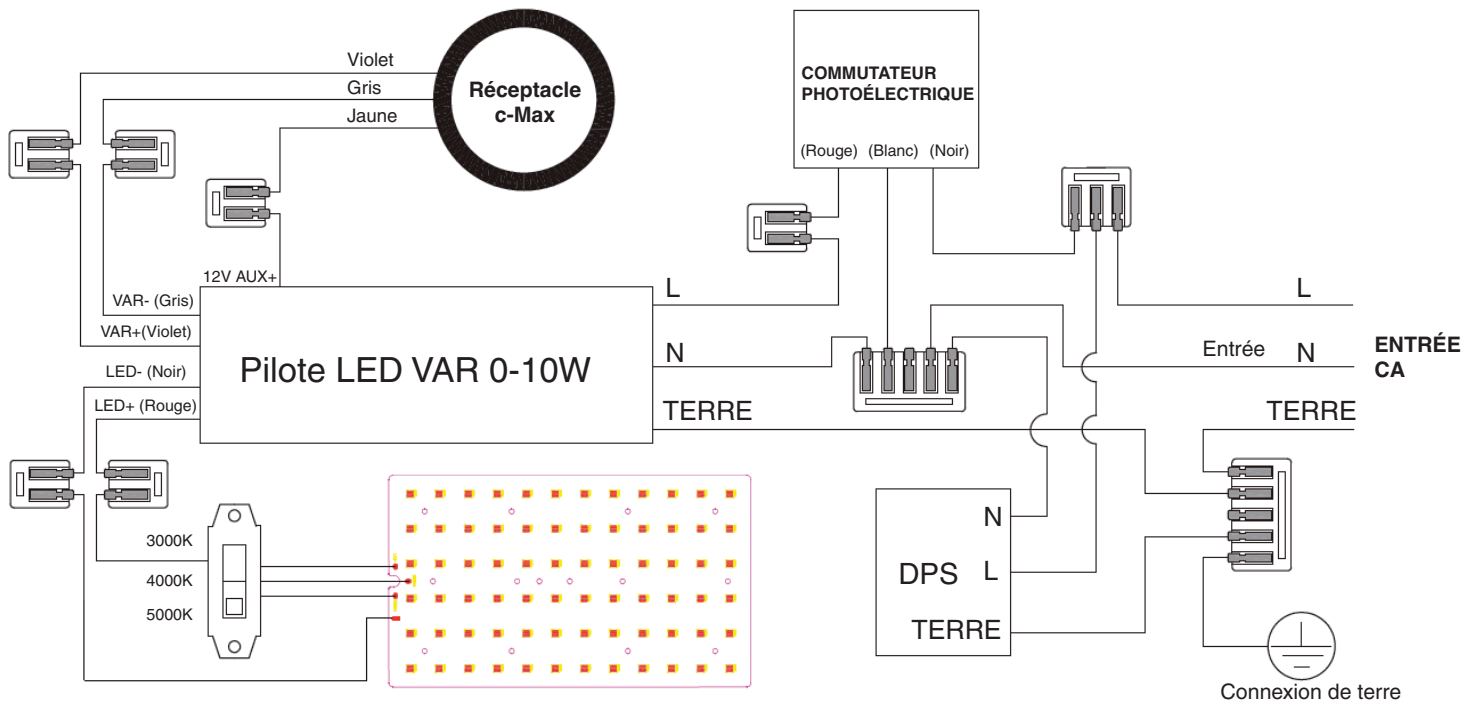 Violet
Gris
Jaune
Réceptacle
c-Max
COMMUTATEUR
PHOTOÉLECTRIQUE
(Rouge) (Blanc) (Noir)
12V AUX+
VAR- (Gris)
VAR+(Violet)
LED- (Noir)
LED+ (Rouge)
Pilote LED VAR 0-10W
L
N
TERRE
L
Entrée N
TERRE
ENTRÉE
CA
3000K
4000K
5000K
DPS
N
L
TERRE
Connexion de terre